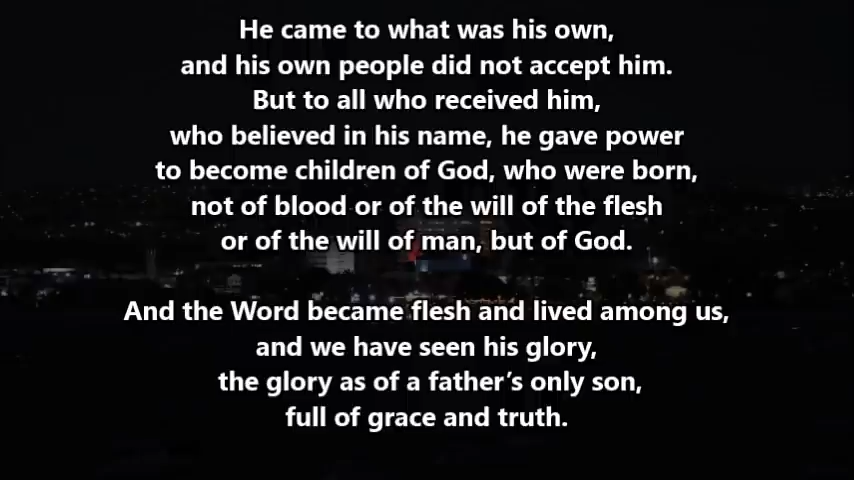 He came to what was his own,
and his own people did not accept him.
But to all who received him,
who believed in his name, he gave power
to become children of God, who were born,
not of blood or of the will of the flesh
or of the will of man, but of God.
And the Word became flesh and lived among us,
and we have seen his glory,
the glory as of a father’s only son,
full of grace and truth.